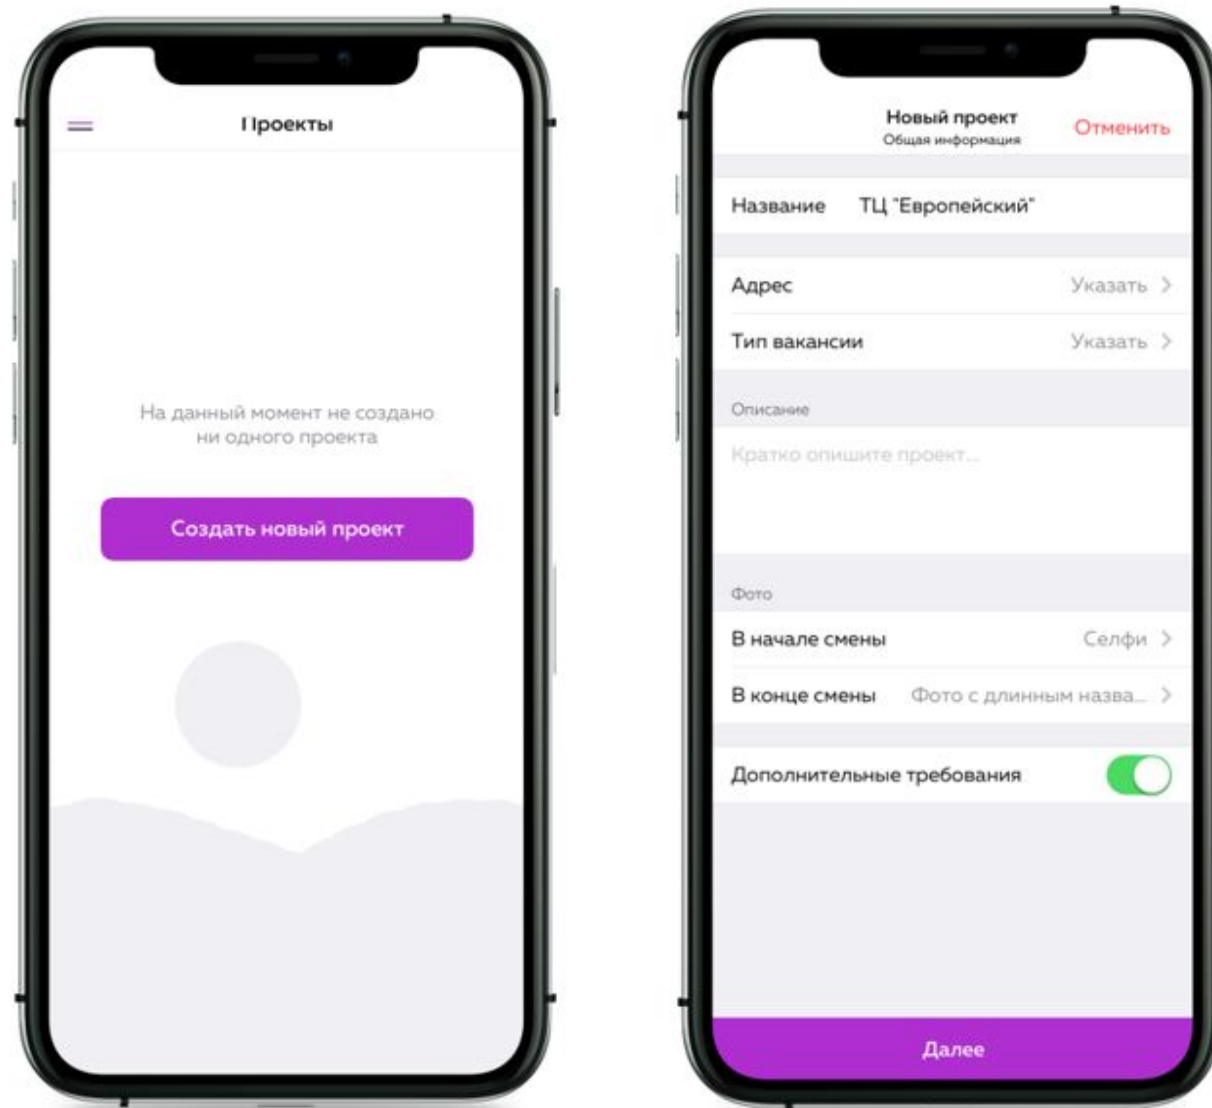 Проекты
На данный момент не создано
ни одного проекта
Создать новый проект
Новый проект
Общая информация
Отменить
Название ТЦ "Европейский"
Адрес Указать
Тип вакансии Указать
Описание
Кратко опишите проект...
Фото
В начале смены Селфи
В конце смены Фото с длинным назва...
Дополнительные требования
Далее